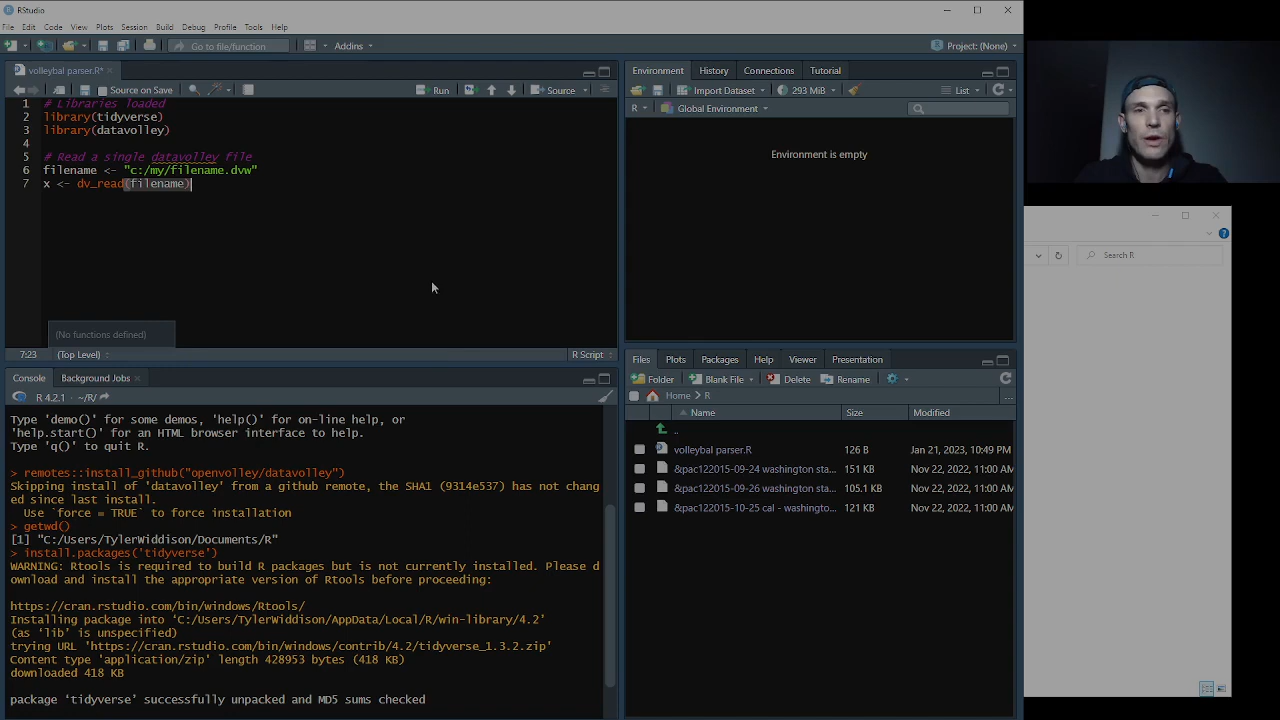 RStudio
File Edit Code View Plots Session Build Debug Profile Tools Help
Go to file/function Addins Project: (None)
volleybal parser.R*
Source on Save Run Source
1 # Libraries loaded
2 library(tidyverse)
3 library(datavolley)
4
5 # Read a single datavolley file
6 filename <- "c:/my/filename.dvw"
7 x <- dv_read(filename)
(No functions defined)
7:23 (Top Level) R Script
Console Background Jobs
R 4.2.1 · ~/R/
Type 'demo()' for some demos, 'help()' for on-line help, or
'help.start()' for an HTML browser interface to help.
Type 'q()' to quit R.
> remotes::install_github("openvolley/datavolley")
Skipping install of 'datavolley' from a github remote, the SHA1 (9314e537) has not chang
ed since last install.
Use `force = TRUE` to force installation
> getwd()
[1] "C:/Users/TylerWiddison/Documents/R"
> install.packages('tidyverse')
WARNING: Rtools is required to build R packages but is not currently installed. Please d
ownload and install the appropriate version of Rtools before proceeding:
https://cran.rstudio.com/bin/windows/Rtools/
Installing package into ‘C:/Users/TylerWiddison/AppData/Local/R/win-library/4.2’
(as ‘lib’ is unspecified)
trying URL 'https://cran.rstudio.com/bin/windows/contrib/4.2/tidyverse_1.3.2.zip'
Content type 'application/zip' length 428953 bytes (418 KB)
downloaded 418 KB
package ‘tidyverse’ successfully unpacked and MD5 sums checked
Environment History Connections Tutorial
Import Dataset 293 MiB List
R Global Environment
Environment is empty
Files Plots Packages Help Viewer Presentation
Folder Blank File Delete Rename
Home > R ...
Name Size Modified
..
volleybal parser.R 126 B Jan 21, 2023, 10:49 PM
&pac122015-09-24 washington sta... 151 KB Nov 22, 2022, 11:00 AM
&pac122015-09-26 washington sta... 105.1 KB Nov 22, 2022, 11:00 AM
&pac122015-10-25 cal - washingto... 121 KB Nov 22, 2022, 11:00 AM
Search R